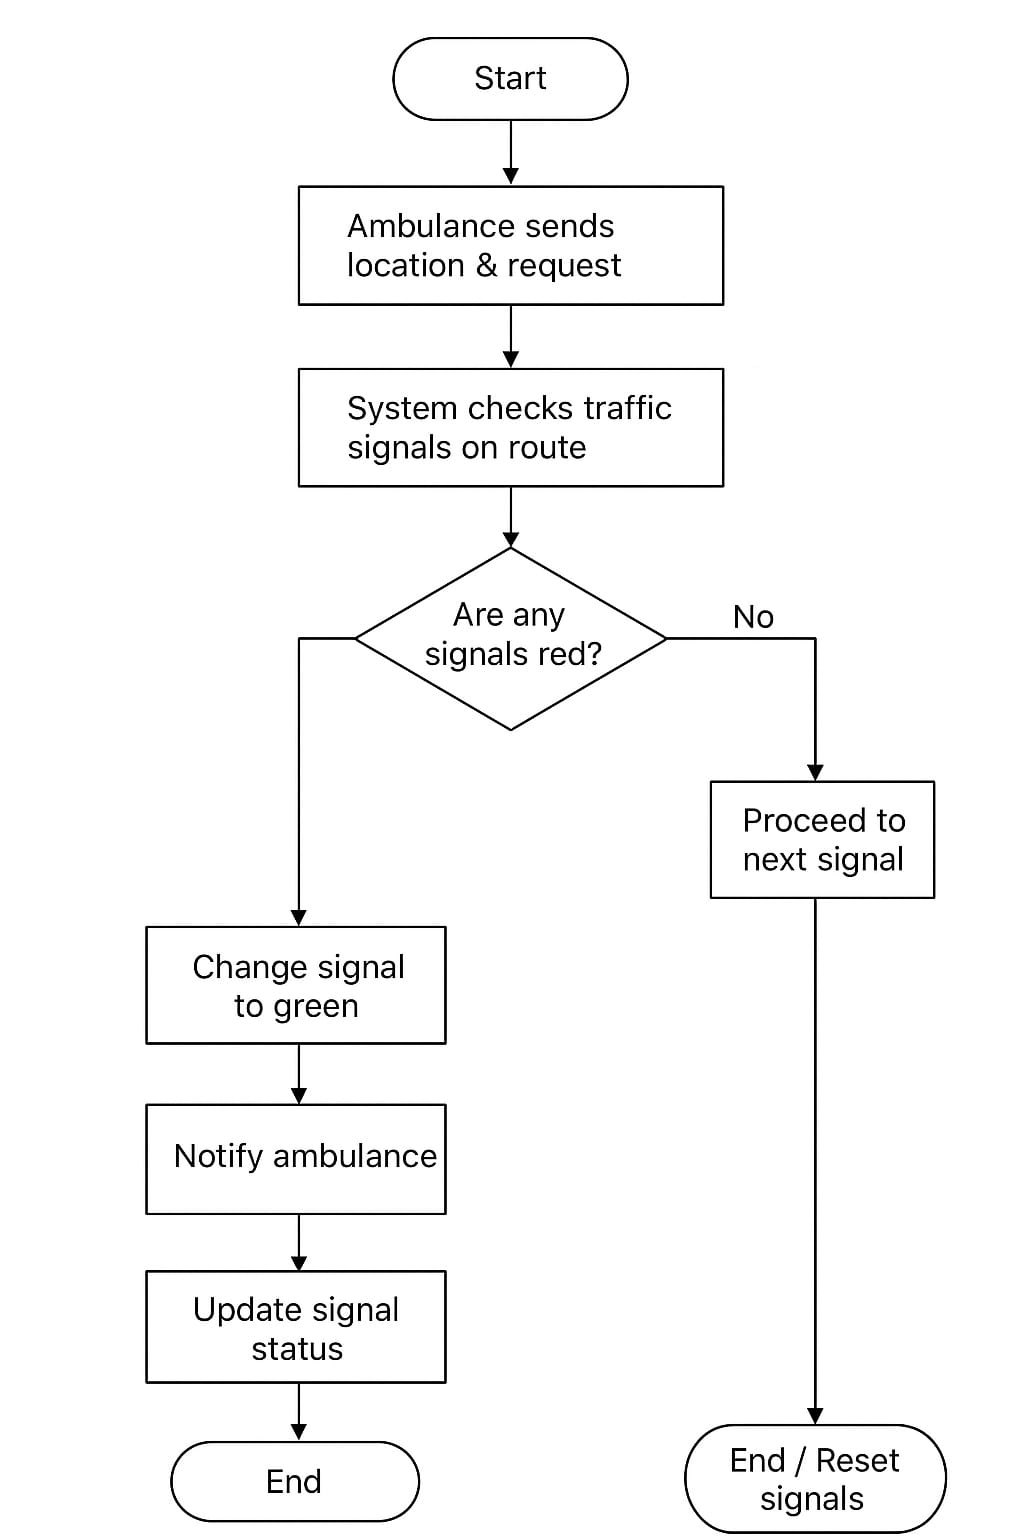 Start
Ambulance sends
location & request
System checks traffic
signals on route
Are any
signals red?
No
Proceed to
next signal
Change signal
to green
Notify ambulance
Update signal
status
End
End / Reset
signals